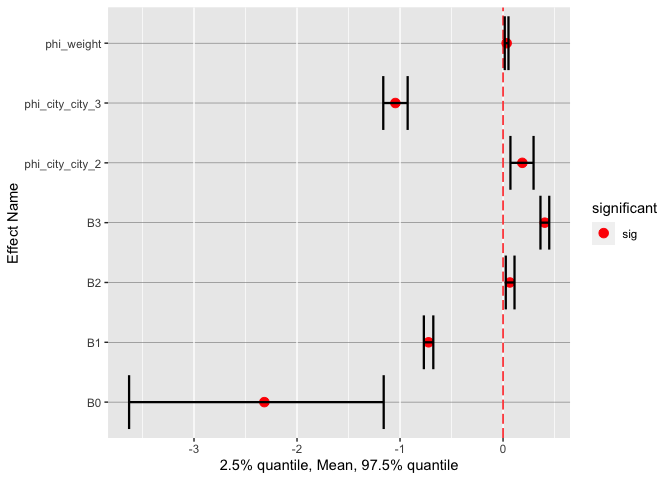 phi_weight
phi_city_city_3
phi_city_city_2
B3
B2
B1
B0
Effect Name
-3
-2
-1
0
2.5% quantile, Mean, 97.5% quantile
significant
sig